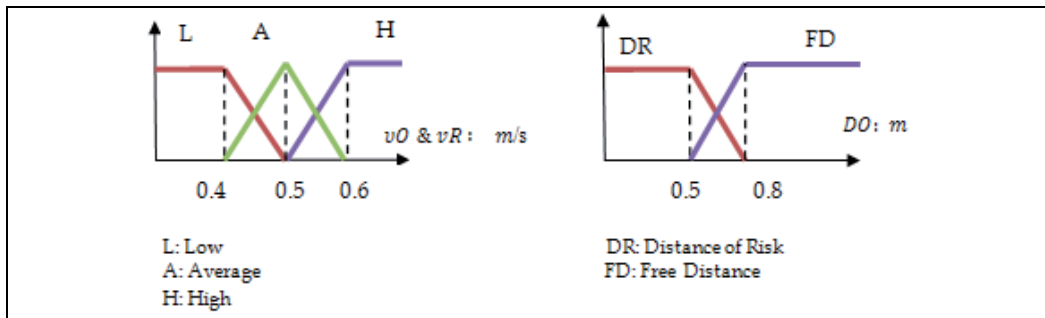 L A H
vO & vR : m/s
0.4 0.5 0.6
L: Low
A: Average
H: High
DR FD
DO: m
0.5 0.8
DR: Distance of Risk
FD: Free Distance